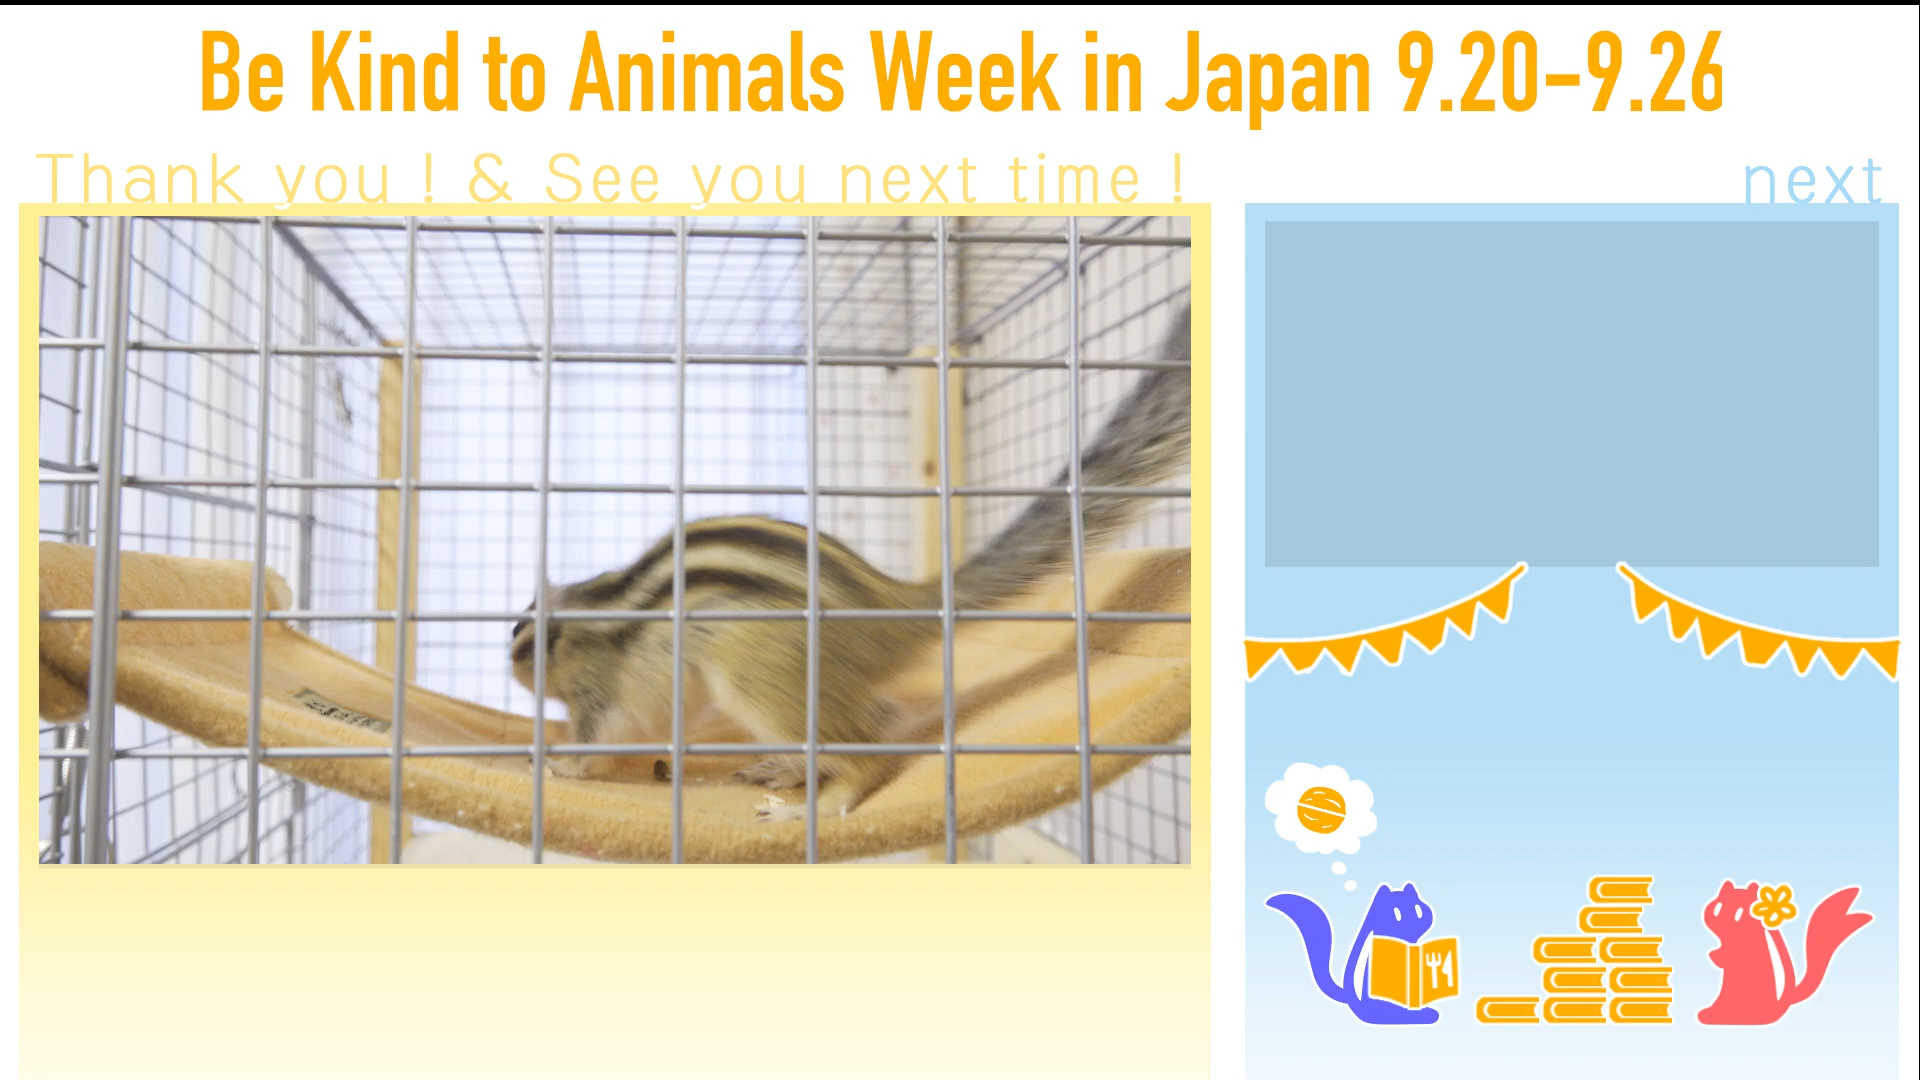 Be Kind to Animals Week in Japan 9.20-9.26
Thank you ! & See you next time !
next